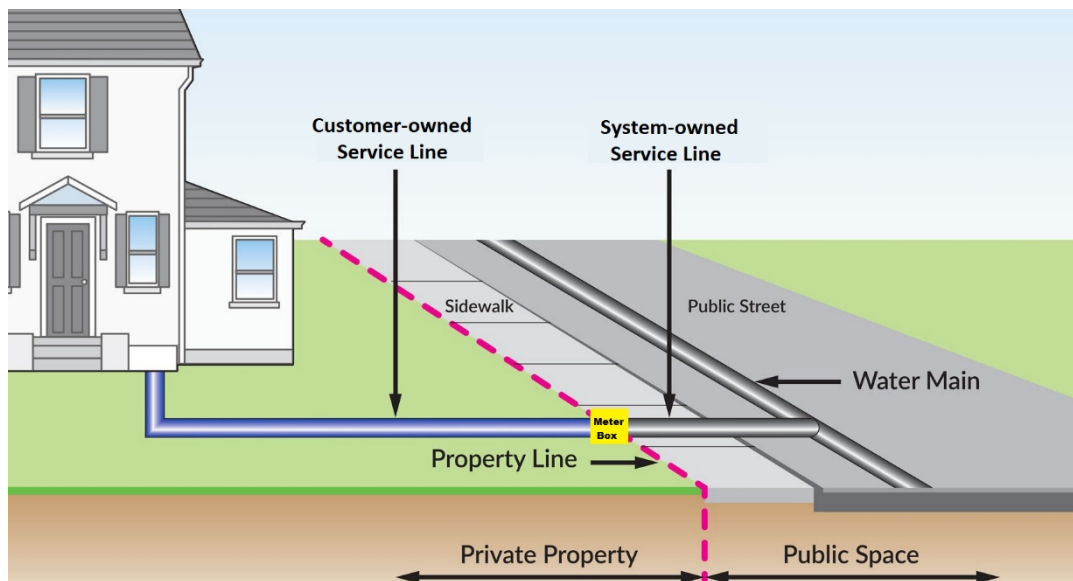 Customer-owned
Service Line
System-owned
Service Line
Sidewalk
Public Street
Water Main
Meter
Box
Property Line
Private Property
Public Space